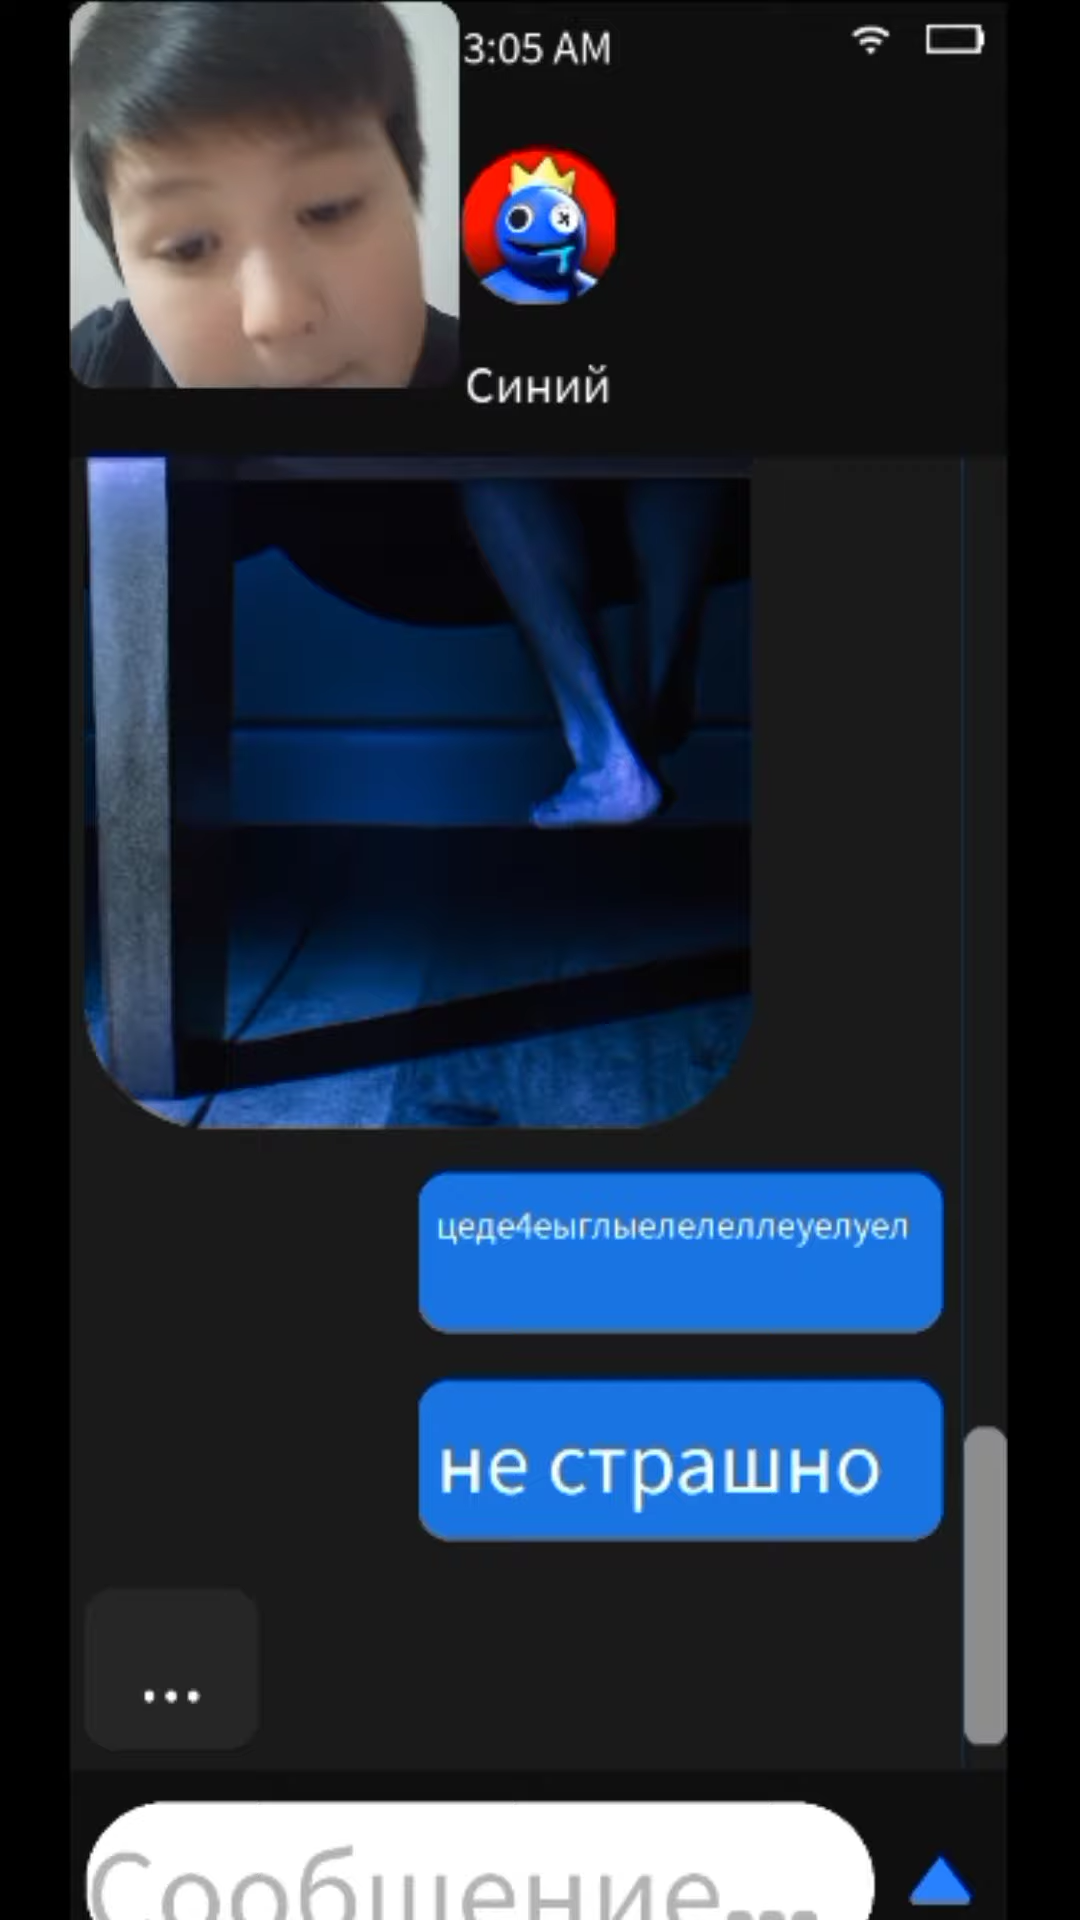 3:05 AM
Синий
цеде4еыглыелелеллеуелуел
не страшно
...
Сообщение...